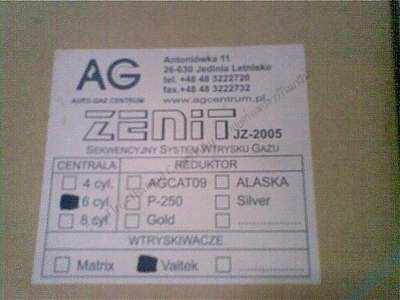 AG
AUTO-GAZ CENTRUM
Antoniówka 11
26-630 Jedlnia Letnisko
tel. +48 48 3222720
fax.+48 48 3222732
www.agcentrum.pl
ZENIT JZ-2005
SEKWENCYJNY SYSTEM WTRYSKU GAZU
CENTRALA REDUKTOR
4 cyl. AGCAT09 ALASKA
6 cyl. P-250 Silver
8 cyl. Gold
WTRYSKIWACZE
Matrix Valtek